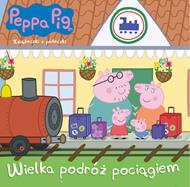 Peppa Pig
Książeczki z półeczki
Wielka podróż pociągiem